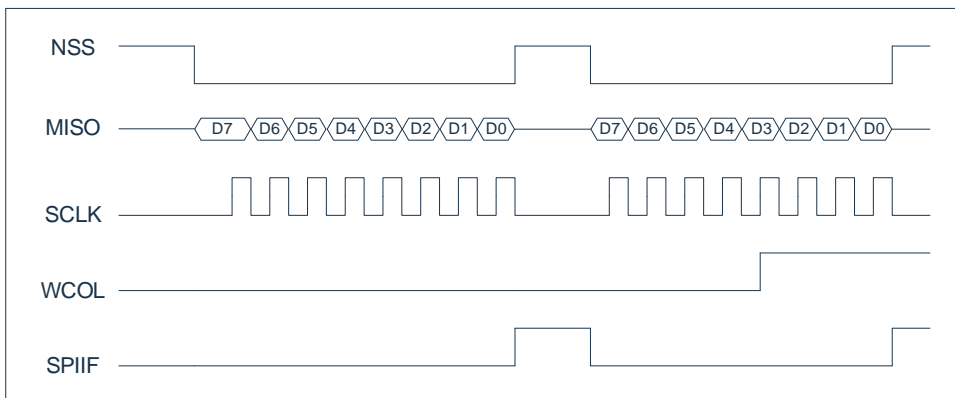 NSS
MISO D7 D6 D5 D4 D3 D2 D1 D0 D7 D6 D5 D4 D3 D2 D1 D0
SCLK
WCOL
SPIIF